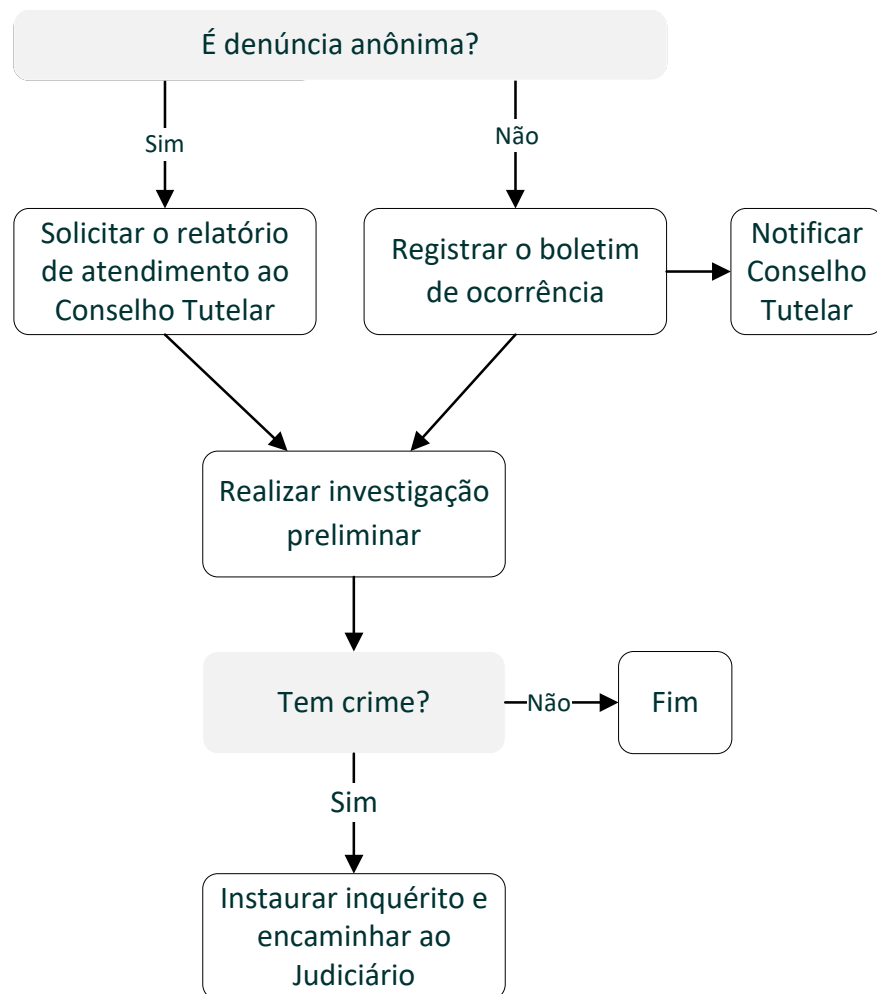 É denúncia anônima?
Sim
Não
Solicitar o relatório
de atendimento ao
Conselho Tutelar
Registrar o boletim
de ocorrência
Notificar
Conselho
Tutelar
Realizar investigação
preliminar
Tem crime?
Não
Fim
Sim
Instaurar inquérito e
encaminhar ao
Judiciário